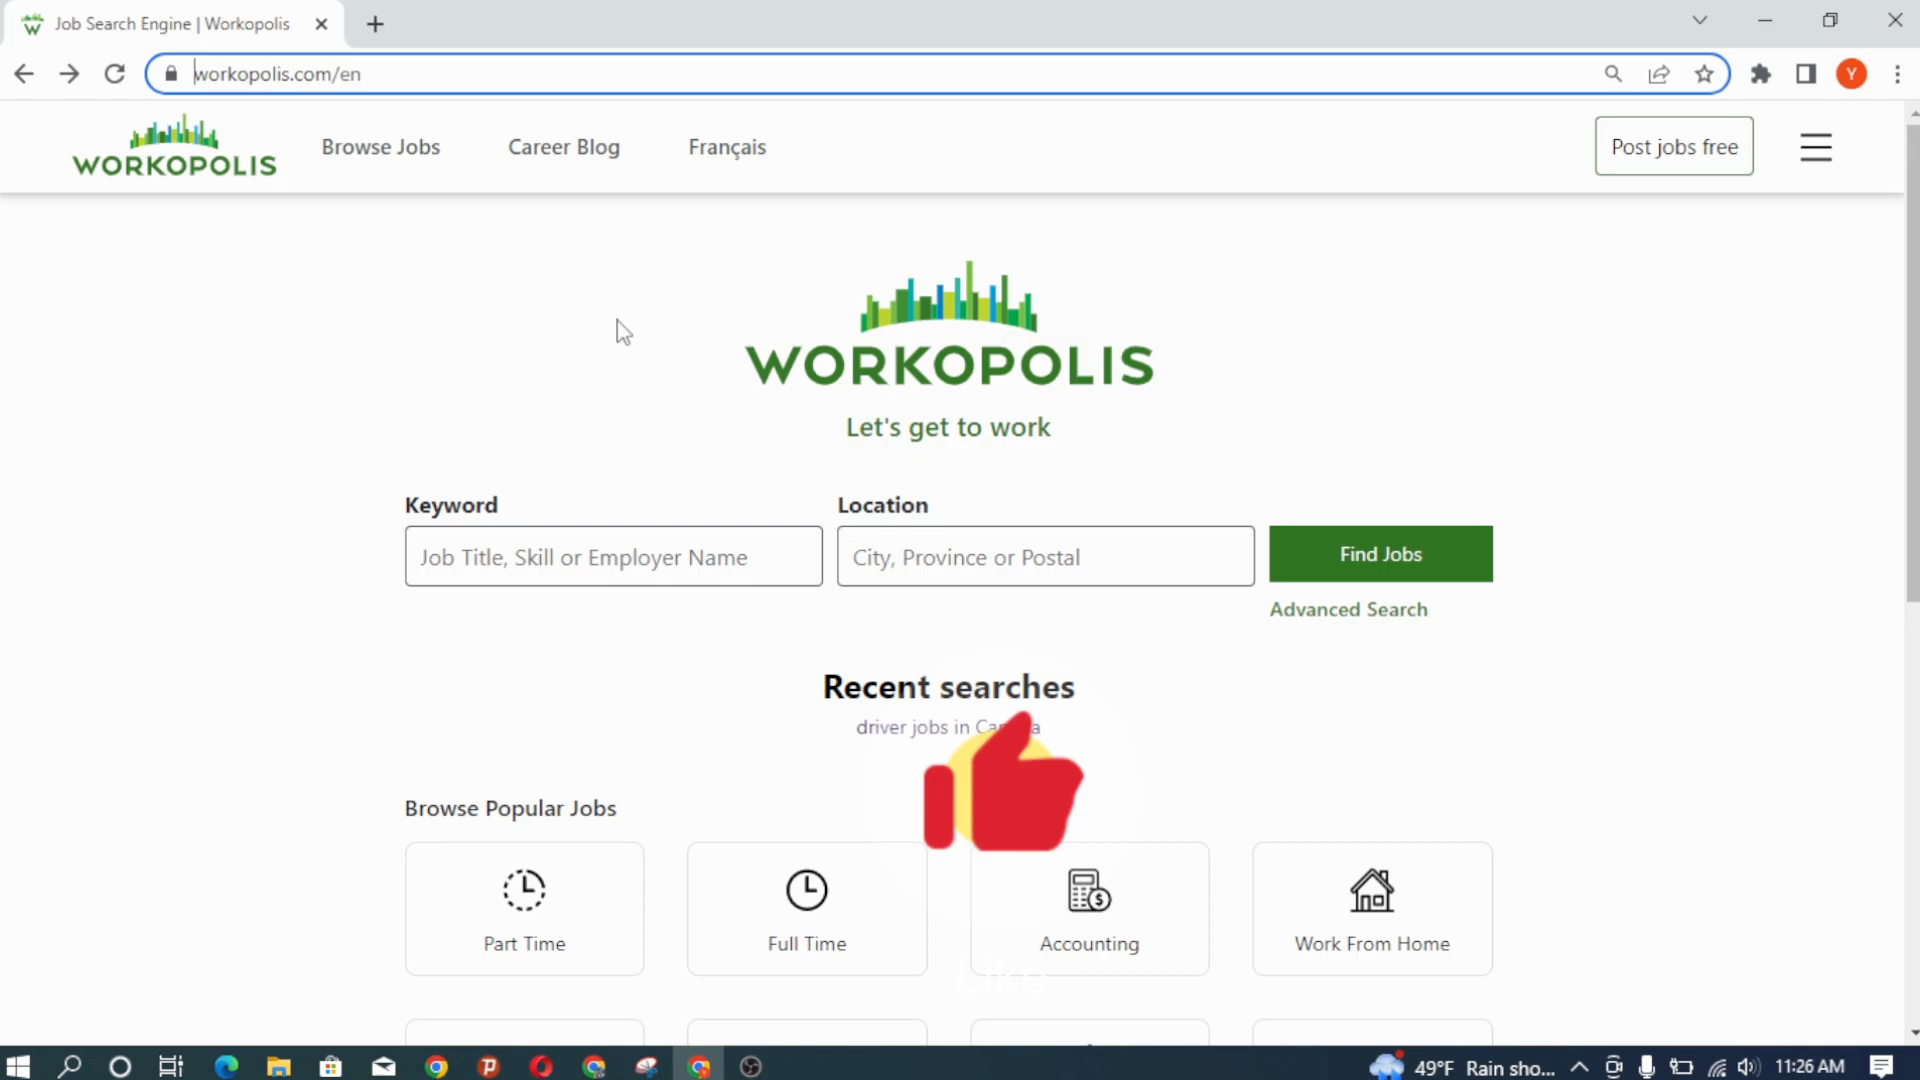 Job Search Engine | Workopolis
workopolis.com/en
Y
WORKOPOLIS
Browse Jobs
Career Blog
Français
Post jobs free
WORKOPOLIS
Let's get to work
Keyword
Location
Job Title, Skill or Employer Name
City, Province or Postal
Find Jobs
Advanced Search
Recent searches
driver jobs in
Browse Popular Jobs
Part Time
Full Time
Accounting
Work From Home
Like
49°F Rain sho...
11:26 AM